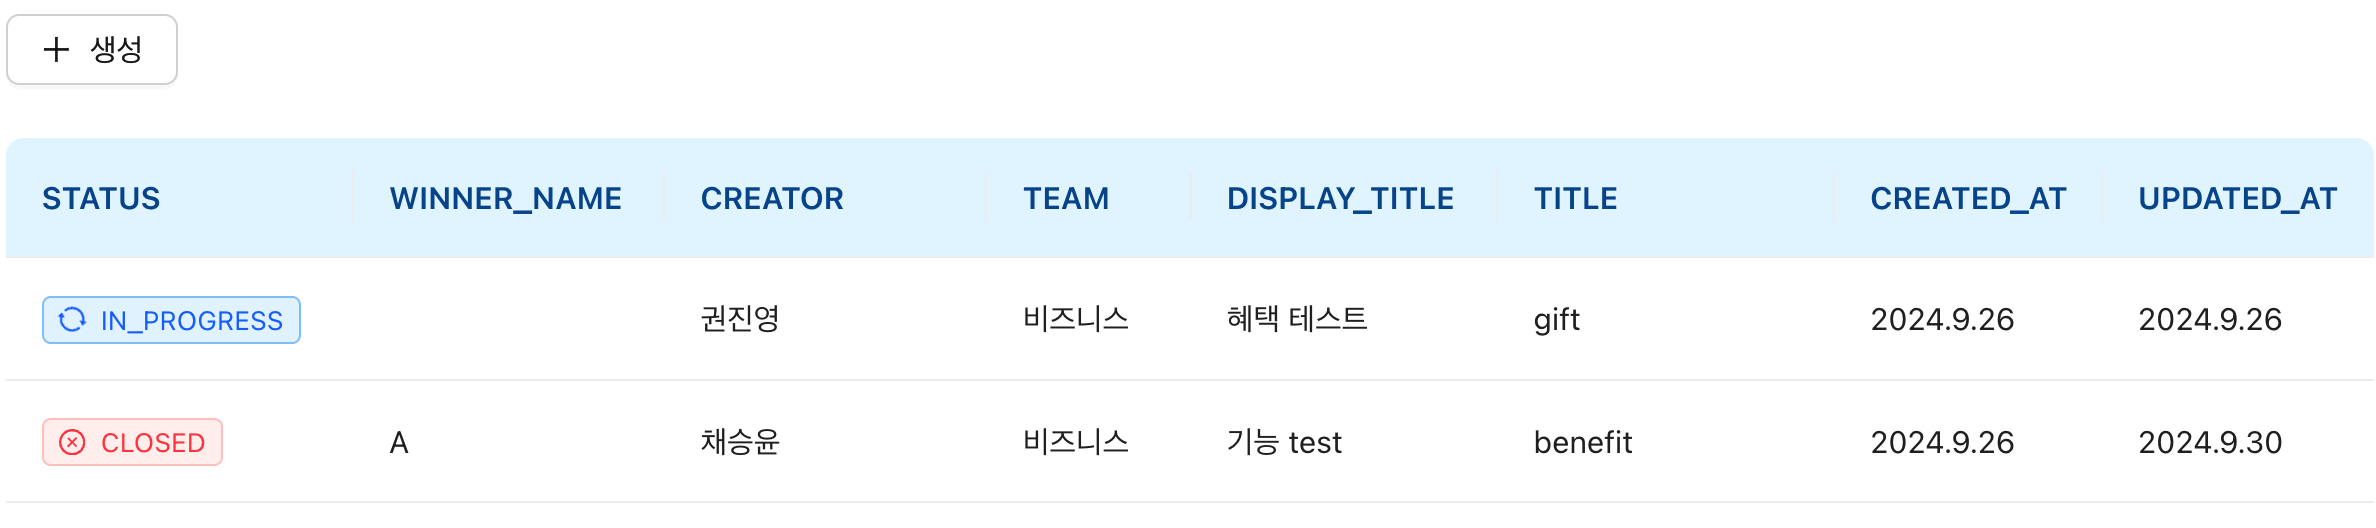 + 생성
STATUS WINNER_NAME CREATOR TEAM DISPLAY_TITLE TITLE CREATED_AT UPDATED_AT
IN_PROGRESS 권진영 비즈니스 혜택 테스트 gift 2024.9.26 2024.9.26
CLOSED A 채승윤 비즈니스 기능 test benefit 2024.9.26 2024.9.30